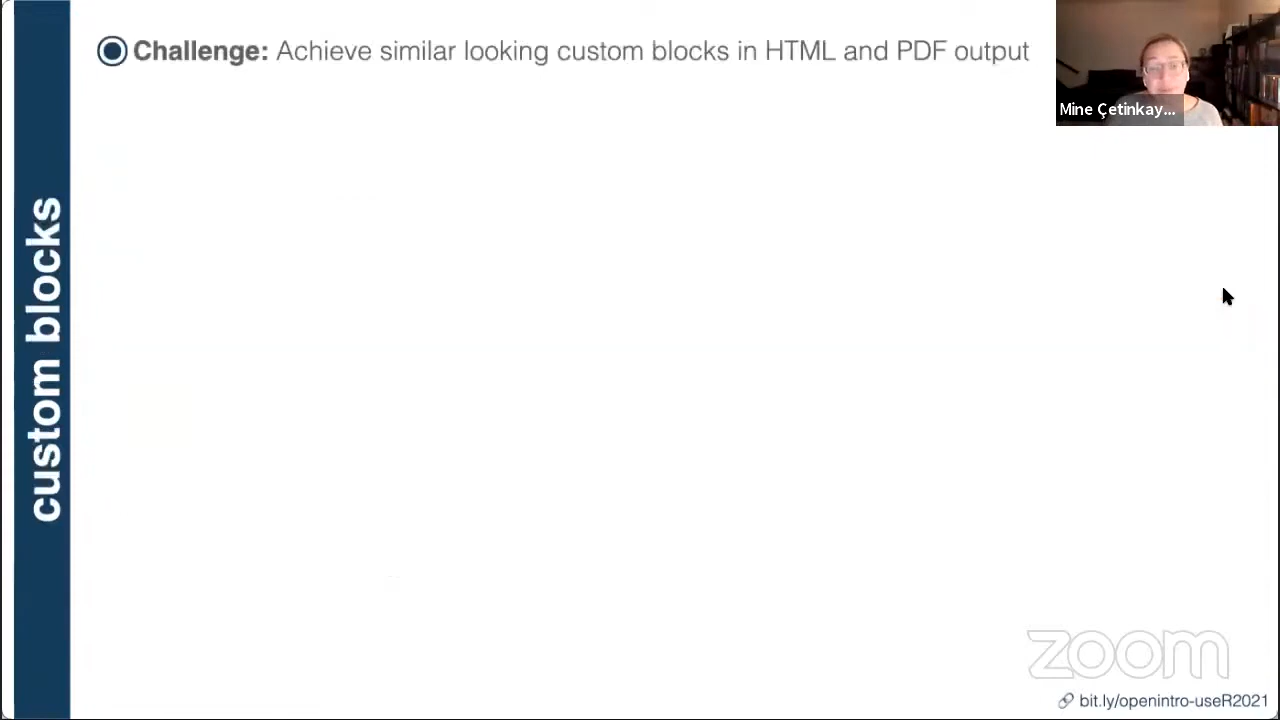 Challenge: Achieve similar looking custom blocks in HTML and PDF output
Mine Çetinkay...
custom blocks
zoom
bit.ly/openintro-useR2021